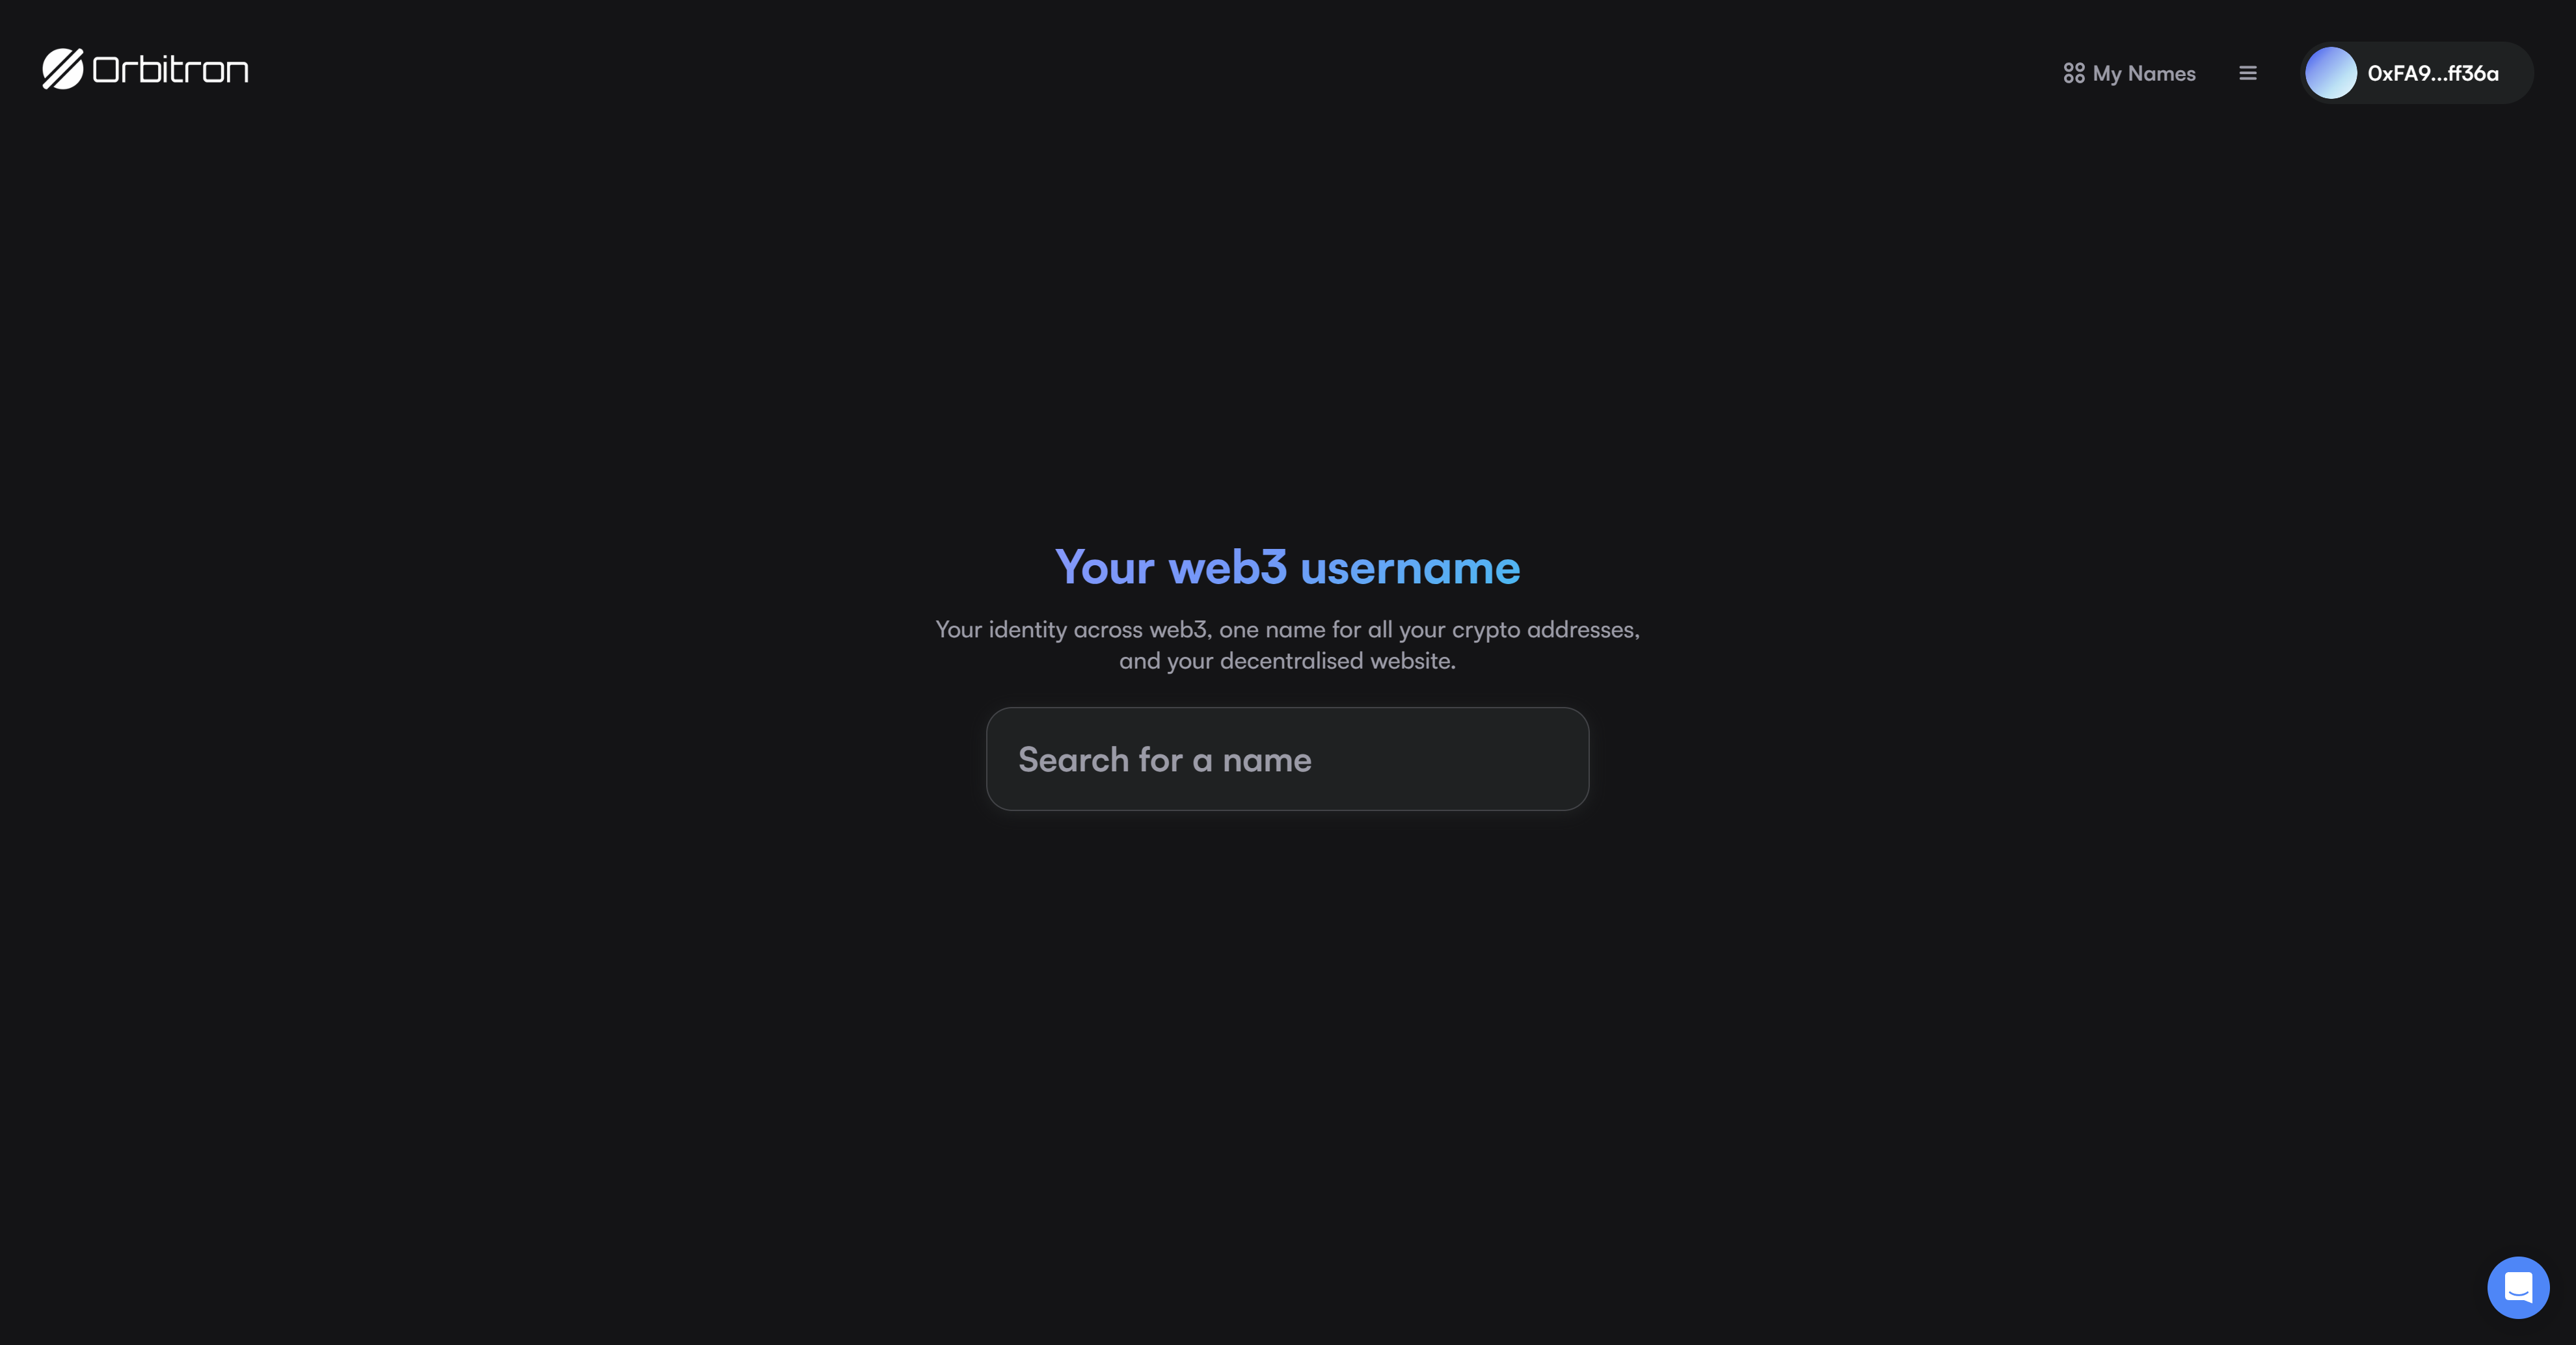 Orbitron
My Names
0xFA9...ff36a
Your web3 username
Your identity across web3, one name for all your crypto addresses,
and your decentralised website.
Search for a name